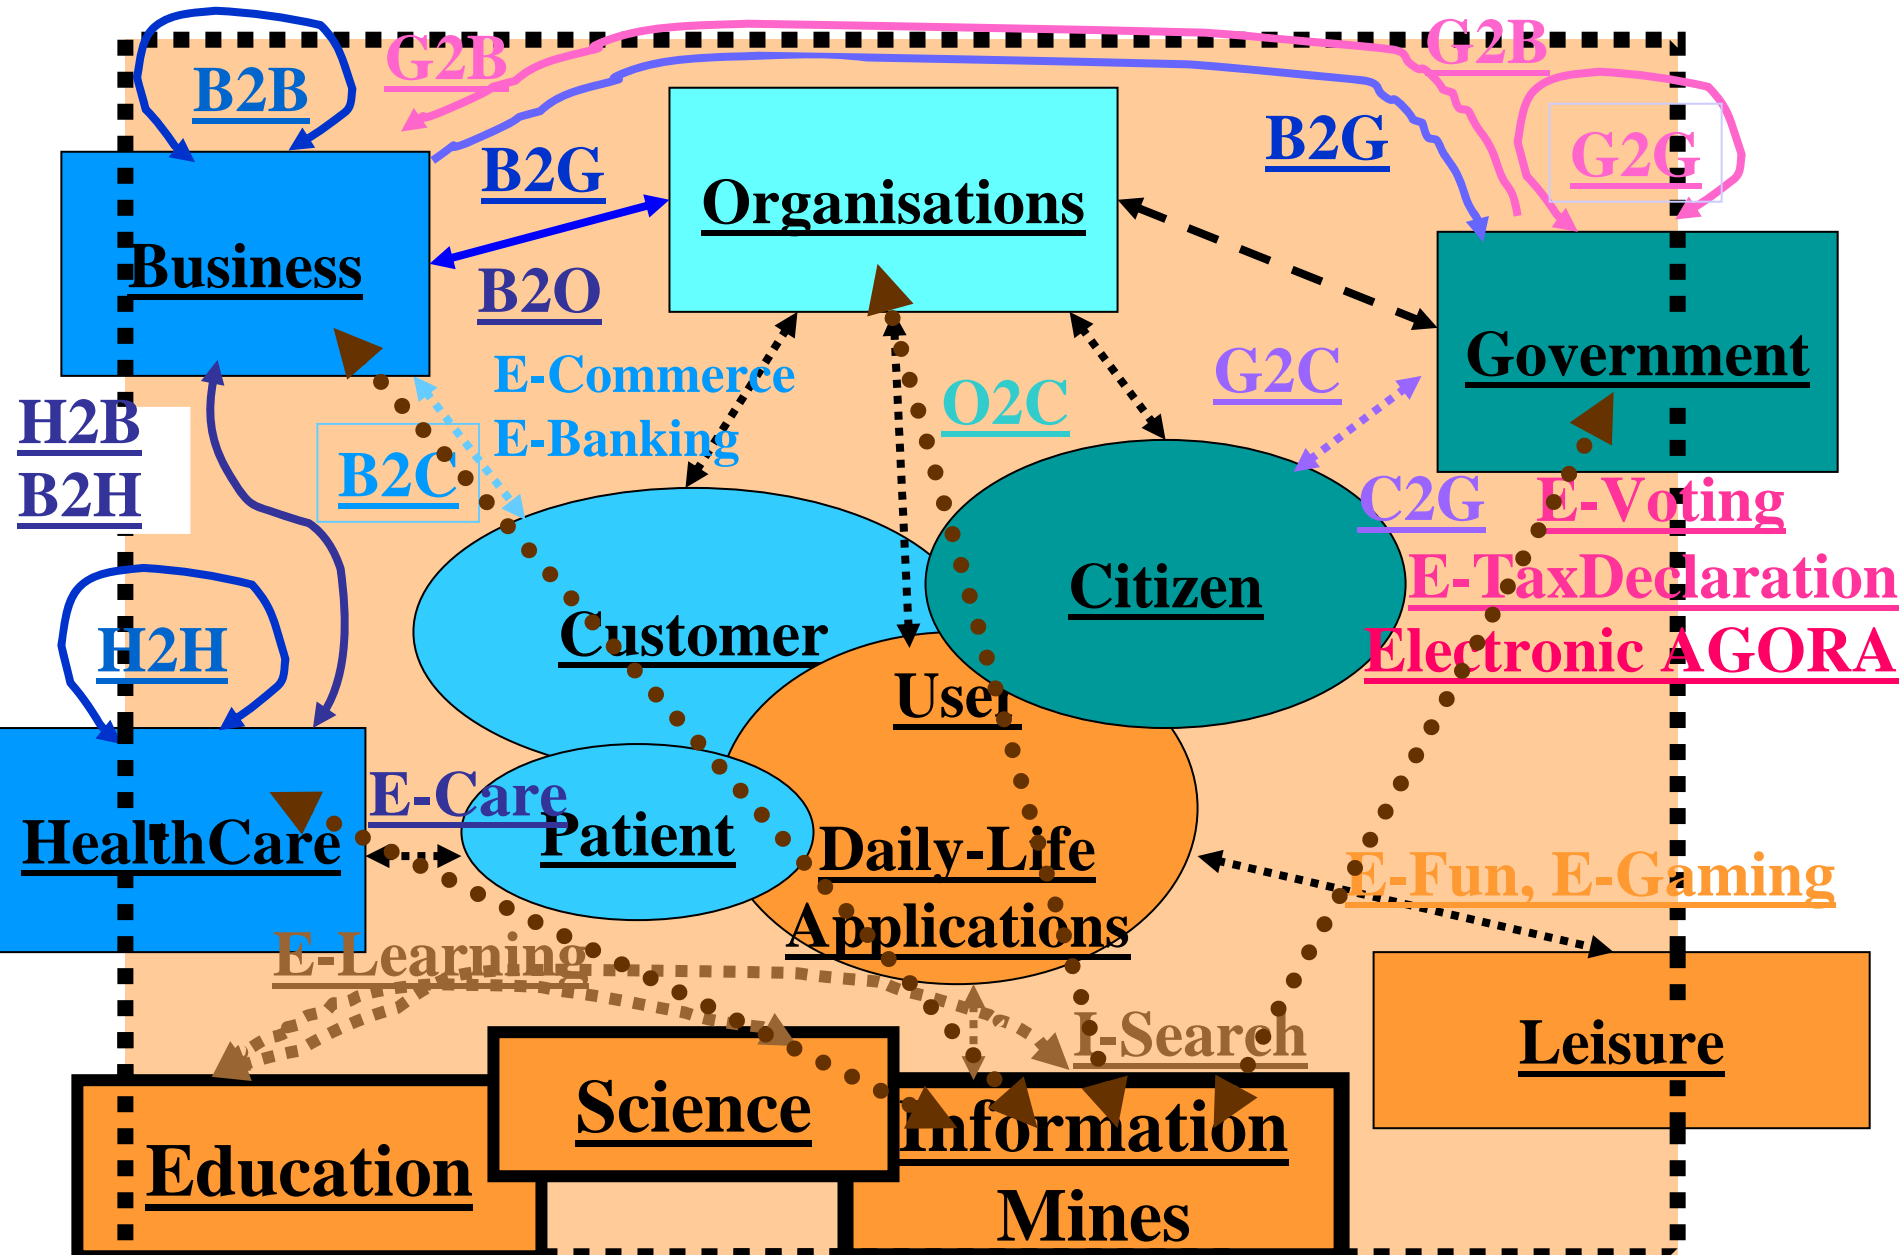 G2B
G2B
B2B
B2G
G2G
B2G
Organisations
Business
B2O
Government
E-Commerce
G2C
O2C
H2B
E-Banking
B2C
B2H
C2G
E-Voting
Citizen
E-TaxDeclaration
Customer
H2H
Electronic AGORA
User
E-Care
Patient
HealthCare
Daily-Life
Applications
E-Fun, E-Gaming
E-Learning
I-Search
Leisure
Science
Information
Mines
Education